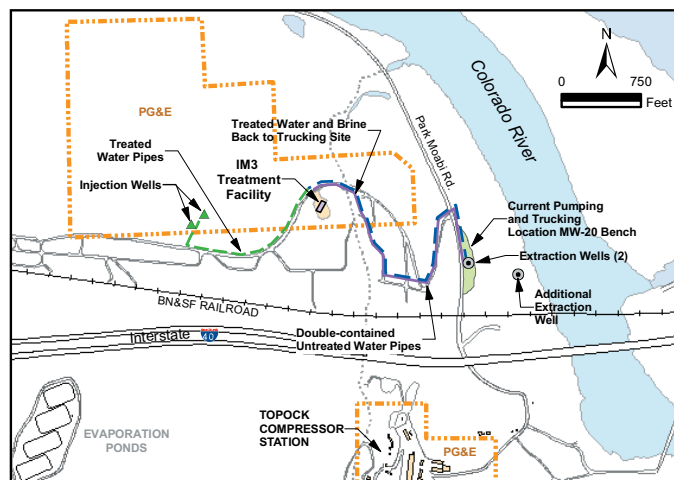 N
0
750
Feet
Colorado River
Park Moabi Rd.
PG&E
Treated
Water Pipes
Injection Wells
IM3
Treatment
Facility
Treated Water and Brine
Back to Trucking Site
Current Pumping
and Trucking
Location MW-20 Bench
Extraction Wells (2)
Additional
Extraction
Well
BN&SF RAILROAD
Interstate
40
Double-contained
Untreated Water Pipes
EVAPORATION
PONDS
TOPOCK
COMPRESSOR
STATION
PG&E